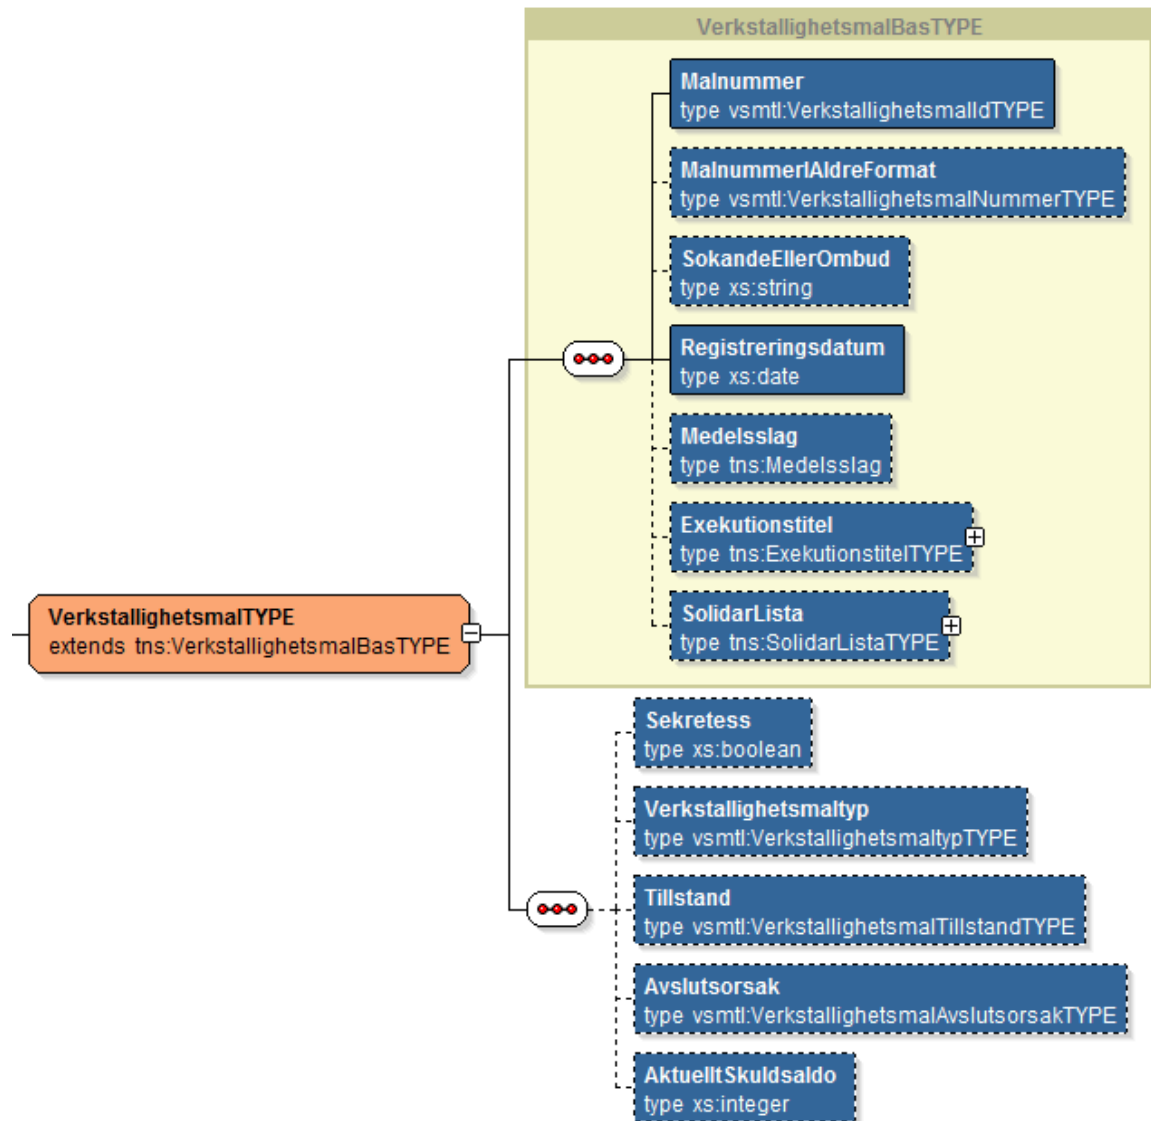 VerkstallighetsmalBasTYPE
Malnummer
type vsmtl:VerkstallighetsmalIdTYPE
MalnummerIAldreFormat
type vsmtl:VerkstallighetsmalNummerTYPE
SokandeEllerOmbud
type xs:string
Registreringsdatum
type xs:date
Medelsslag
type tns:Medelsslag
Exekutionstitel
type tns:ExekutionstitelTYPE
SolidarLista
type tns:SolidarListaTYPE
VerkstallighetsmalTYPE
extends tns:VerkstallighetsmalBasTYPE
Sekretess
type xs:boolean
Verkstallighetsmaltyp
type vsmtl:VerkstallighetsmaltypTYPE
Tillstand
type vsmtl:VerkstallighetsmalTillstandTYPE
Avslutsorsak
type vsmtl:VerkstallighetsmalAvslutsorsakTYPE
AktuelltSkuldsaldo
type xs:integer